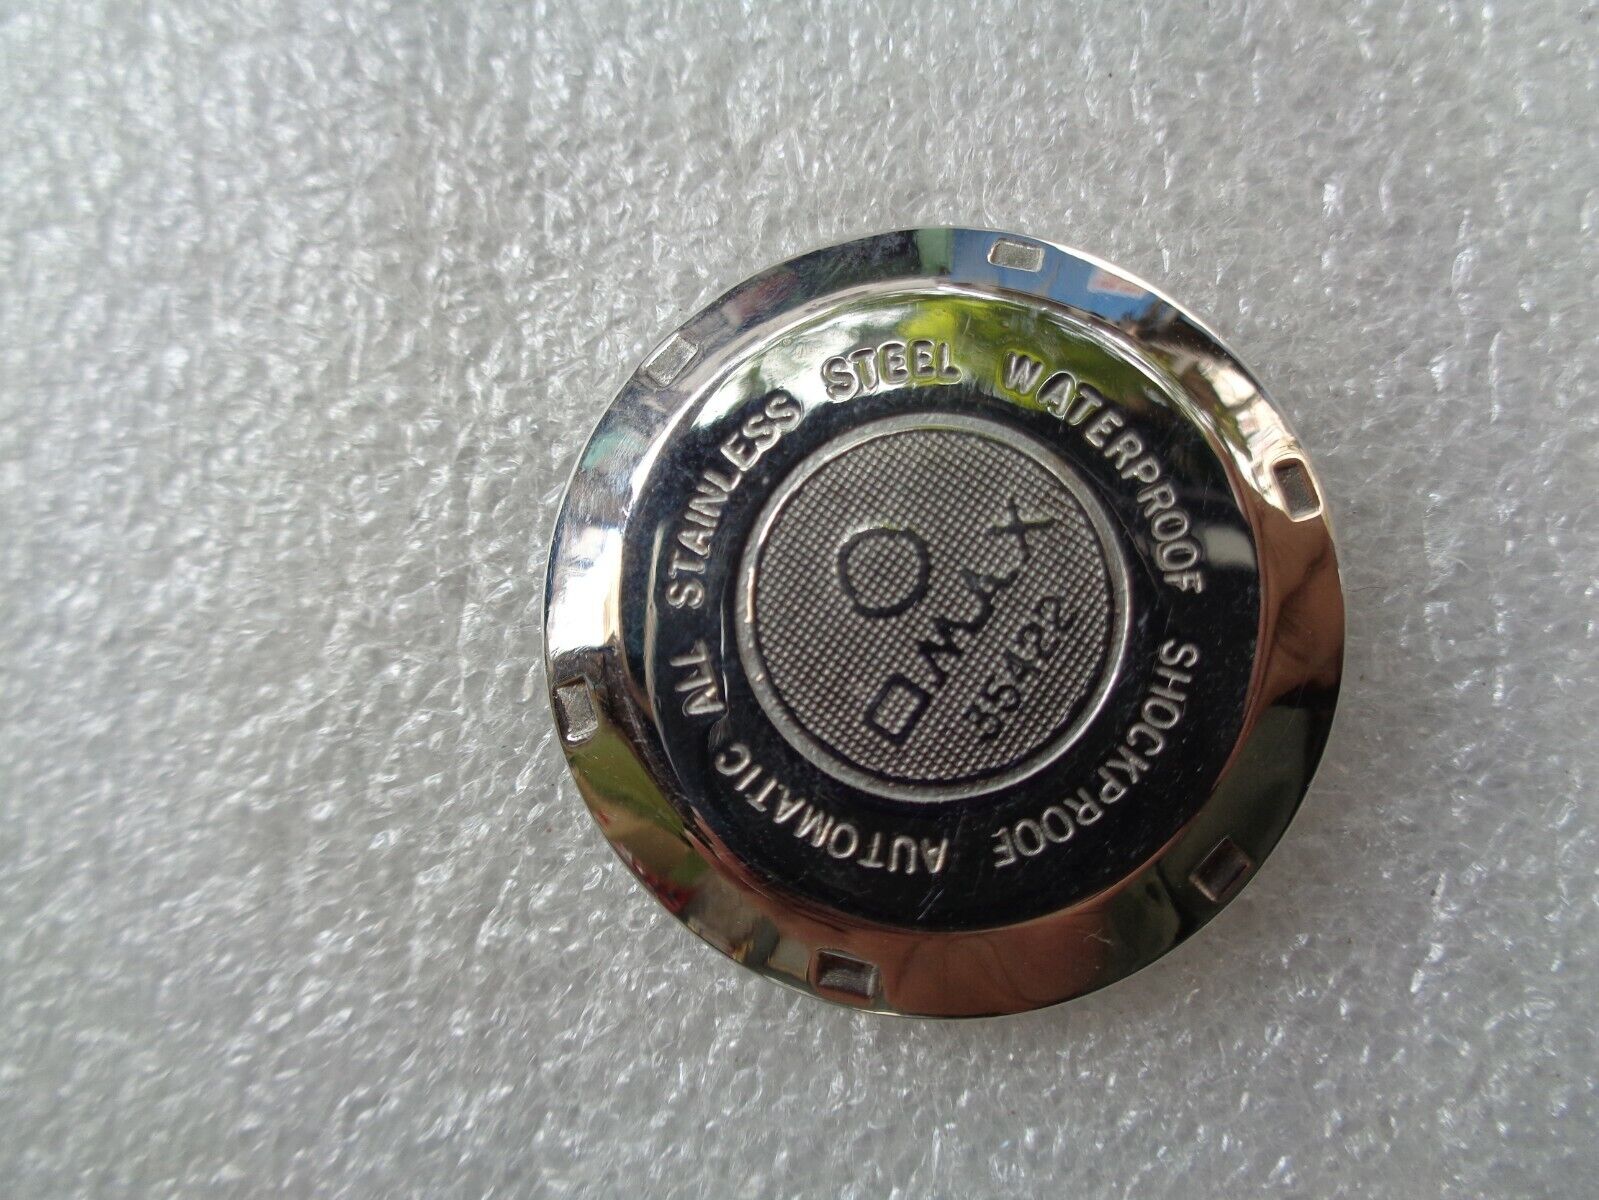 ALL STAINLESS STEEL WATERPROOF SHOCKPROOF AUTOMATIC
OMAX
35422